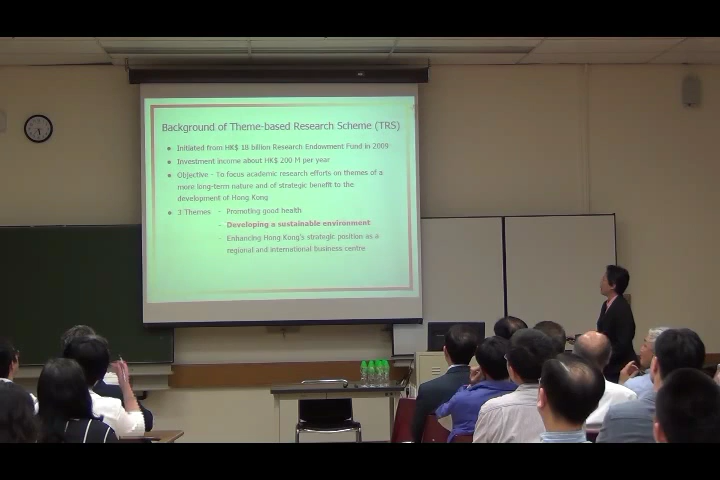 Background of Theme-based Research Scheme (TRS)
• Initiated from HK$ 18 billion Research Endowment Fund in 2009
• Investment income about HK$ 200 M per year
• Objective - To focus academic research efforts on themes of a
more long-term nature and of strategic benefit to the
development of Hong Kong
• 3 Themes - Promoting good health
- Developing a sustainable environment
- Enhancing Hong Kong's strategic position as a
regional and international business centre